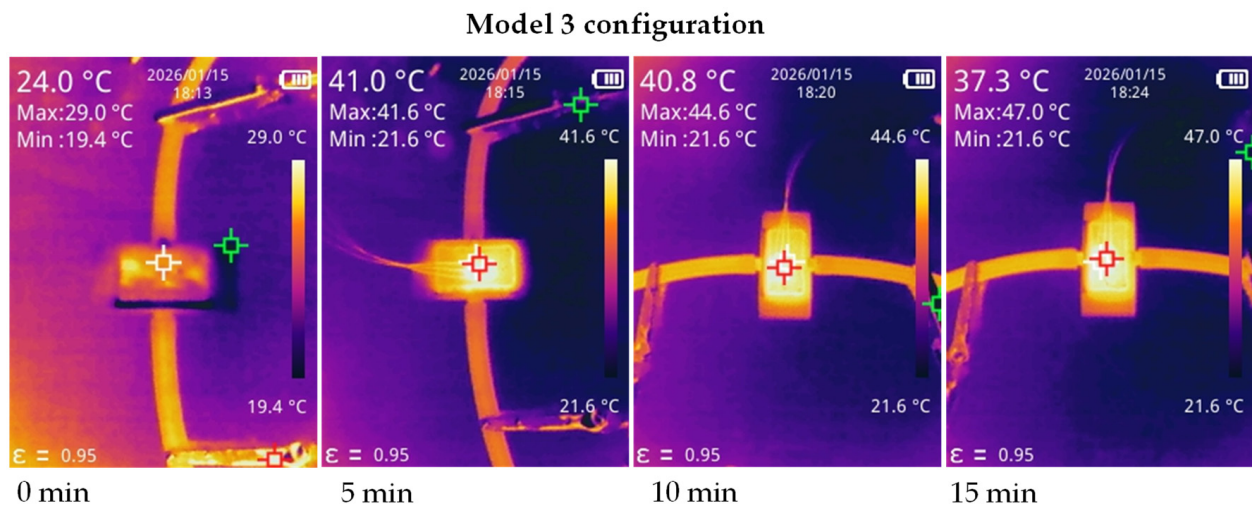 Model 3 configuration
24.0 °C
2026/01/15
18:13
Max:29.0 °C
Min :19.4 °C
29.0 °C
19.4 °C
ε = 0.95
0 min
41.0 °C
2026/01/15
18:15
Max:41.6 °C
Min :21.6 °C
41.6 °C
21.6 °C
ε = 0.95
5 min
40.8 °C
2026/01/15
18:20
Max:44.6 °C
Min :21.6 °C
44.6 °C
21.6 °C
ε = 0.95
10 min
37.3 °C
2026/01/15
18:24
Max:47.0 °C
Min :21.6 °C
47.0 °C
21.6 °C
ε = 0.95
15 min